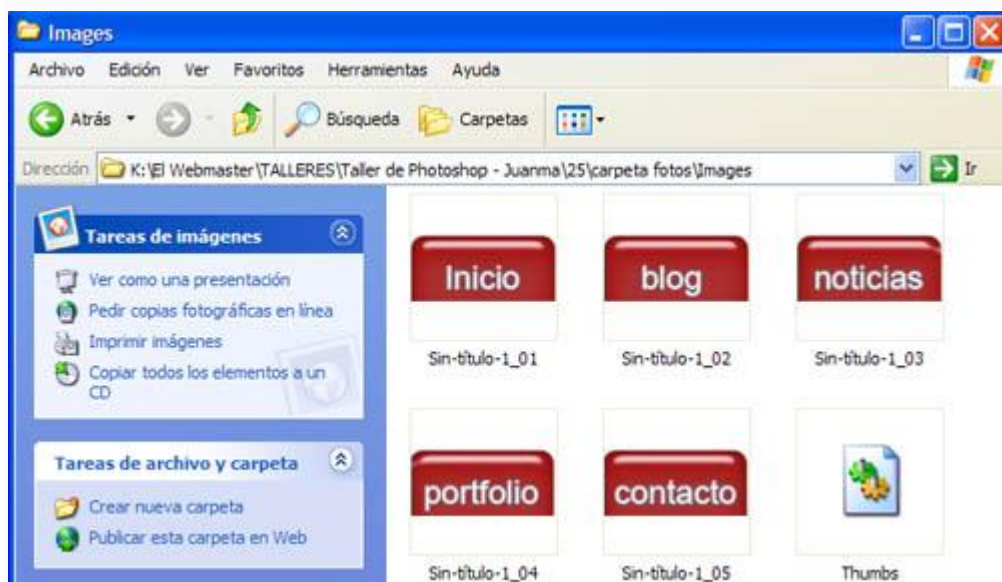 Images
Archivo Edición Ver Favoritos Herramientas Ayuda
Atrás Búsqueda Carpetas
Dirección K:\El Webmaster\TALLERES\Taller de Photoshop - Juanma\25\carpeta fotos\Images Ir
Tareas de imágenes
Ver como una presentación
Pedir copias fotográficas en línea
Imprimir imágenes
Copiar todos los elementos a un
CD
Tareas de archivo y carpeta
Crear nueva carpeta
Publicar esta carpeta en Web
Inicio blog noticias
Sin-título-1_01 Sin-título-1_02 Sin-título-1_03
portfolio contacto
Sin-título-1_04 Sin-título-1_05 Thumbs